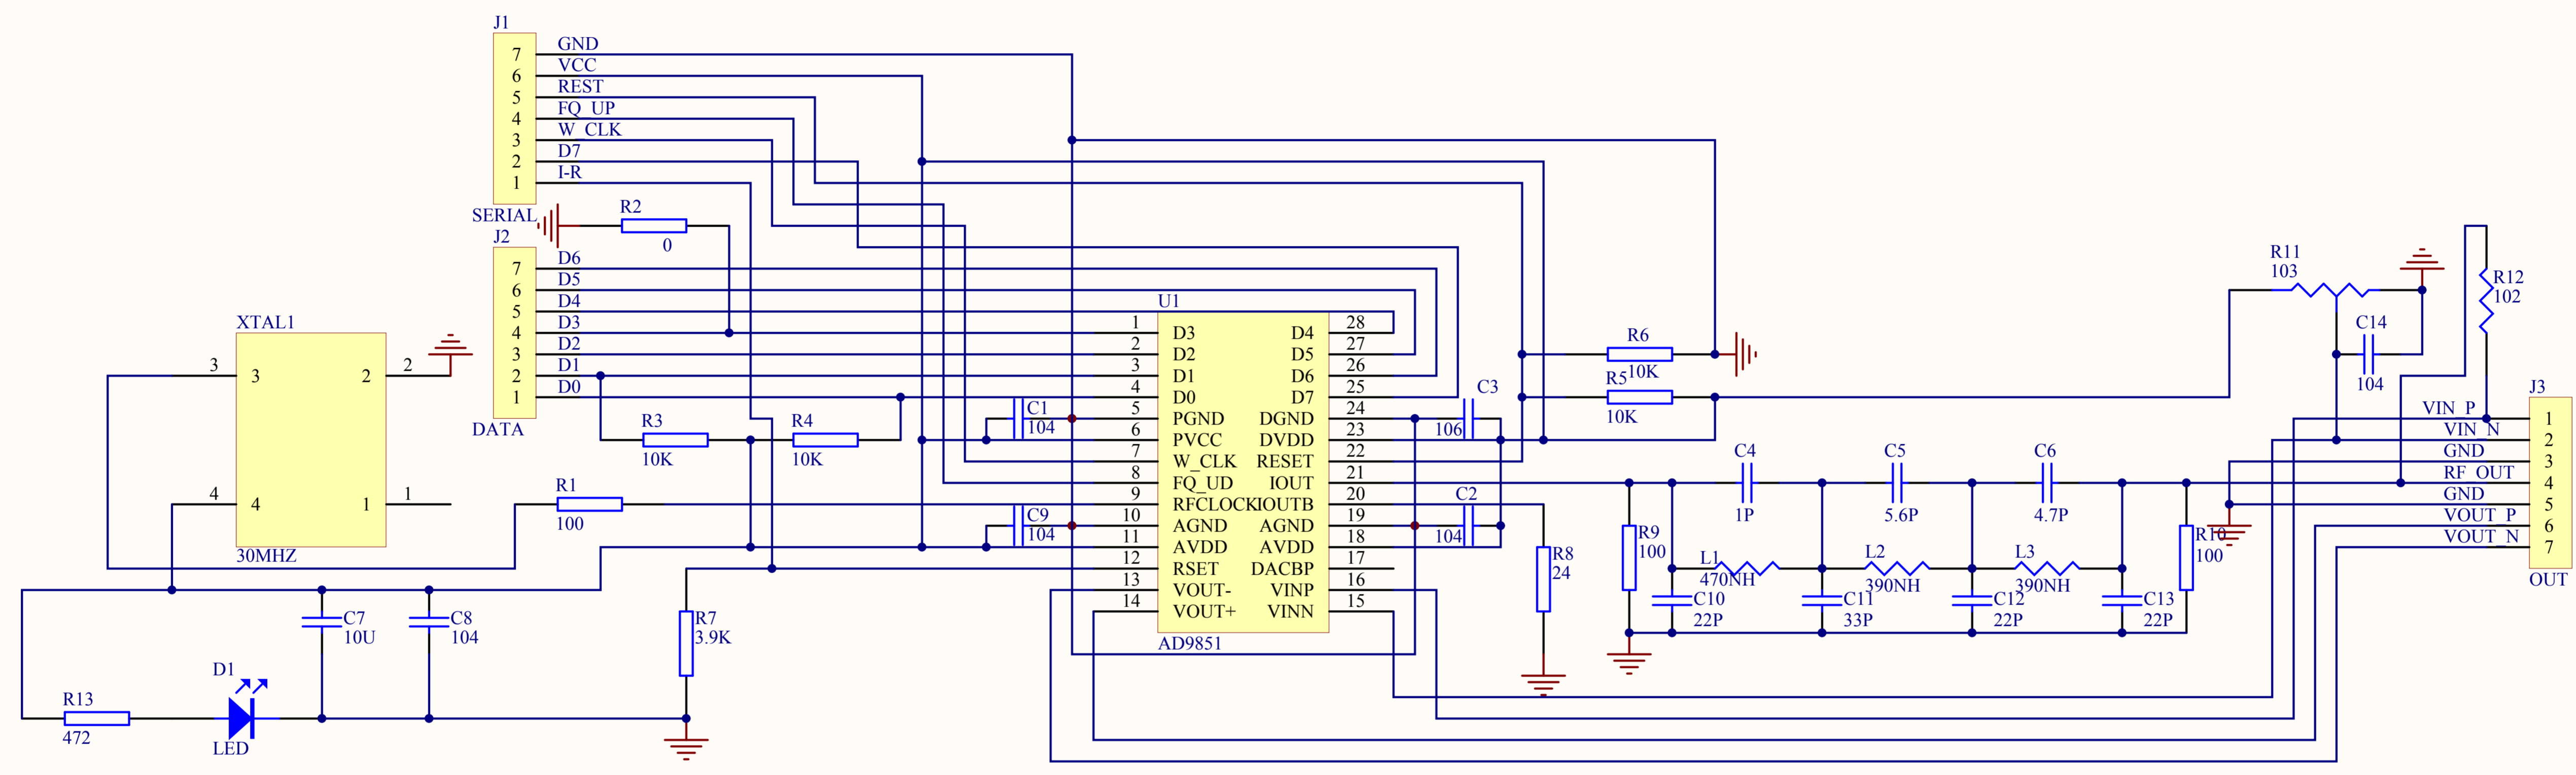 J1
7 GND
6 VCC
5 REST
4 FQ_UP
3 W_CLK
2 D7
1 I-R
SERIAL
R2
0
J2
7 D6
6 D5
5 D4
4 D3
3 D2
2 D1
1 D0
DATA
XTAL1
3 3 2 2
4 4 1 1
30MHZ
R3
10K
R4
10K
R1
100
C1
104
C9
104
C7
10U
C8
104
R13
472
D1
LED
R7
3.9K
U1
1 D3 D4 28
2 D2 D5 27
3 D1 D6 26
4 D0 D7 25
5 PGND DGND 24
6 PVCC DVDD 23
7 W_CLK RESET 22
8 FQ_UD IOUT 21
9 RFCLOCK IOUTB 20
10 AGND AGND 19
11 AVDD AVDD 18
12 RSET DACBP 17
13 VOUT- VINP 16
14 VOUT+ VINN 15
AD9851
C3
106
C2
104
R6
10K
R5
10K
R8
24
R9
100
C4
1P
C5
5.6P
C6
4.7P
L1
470NH
L2
390NH
L3
390NH
C10
22P
C11
33P
C12
22P
C13
22P
R10
100
R11
103
C14
104
R12
102
J3
VIN_P 1
VIN_N 2
GND 3
RF_OUT 4
GND 5
VOUT_P 6
VOUT_N 7
OUT